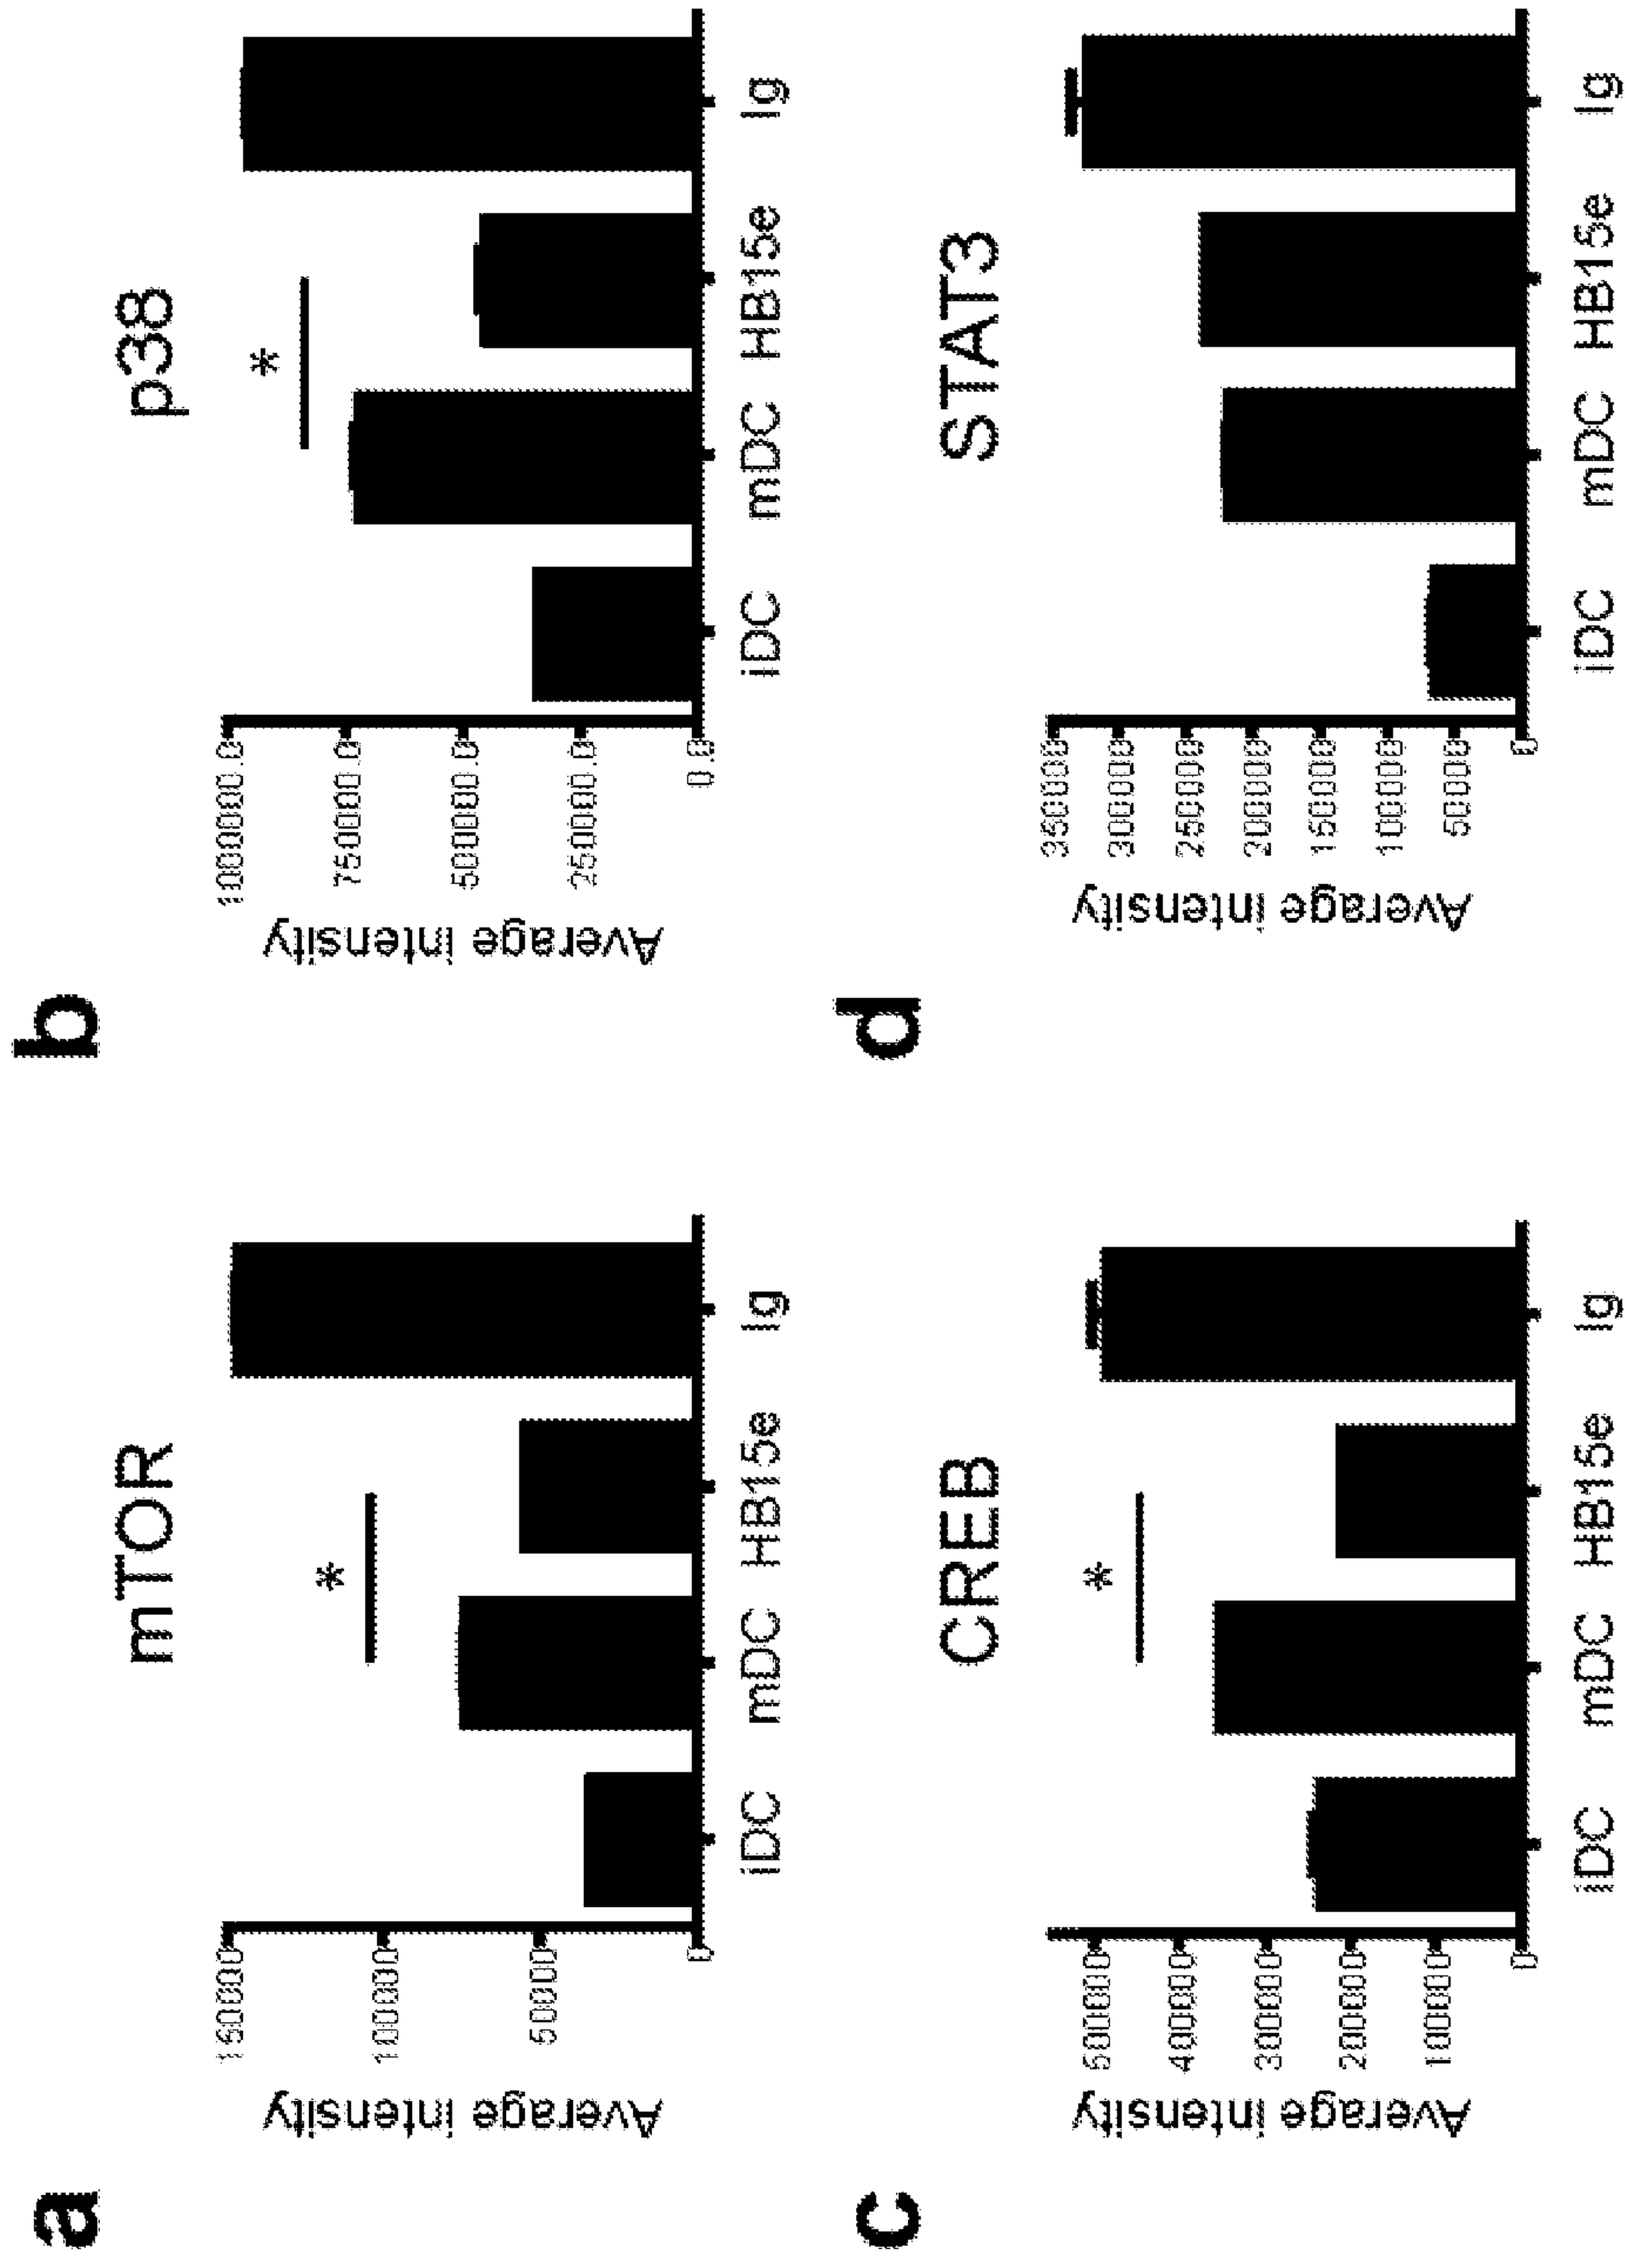 a
mTOR
Average intensity
150000
100000
50000
0
*
iDC mDC HB15e Ig
b
p38
Average intensity
1000000.0
750000.0
500000.0
250000.0
0.0
*
iDC mDC HB15e Ig
c
CREB
Average intensity
500000
400000
300000
200000
100000
0
*
iDC mDC HB15e Ig
d
STAT3
Average intensity
350000
300000
250000
200000
150000
100000
50000
0
iDC mDC HB15e Ig